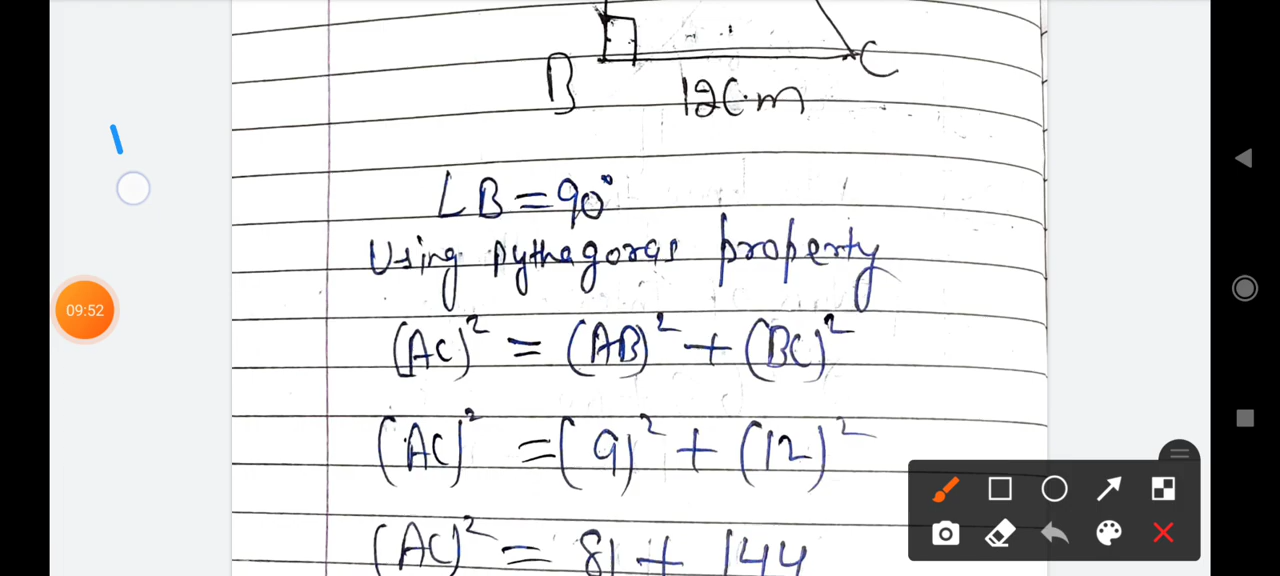 B
C
12C.m
∠B = 90°
Using pythagoras property
(AC)² = (AB)² + (BC)²
(AC)² = (9)² + (12)²
(AC)² = 81 + 144
09:52